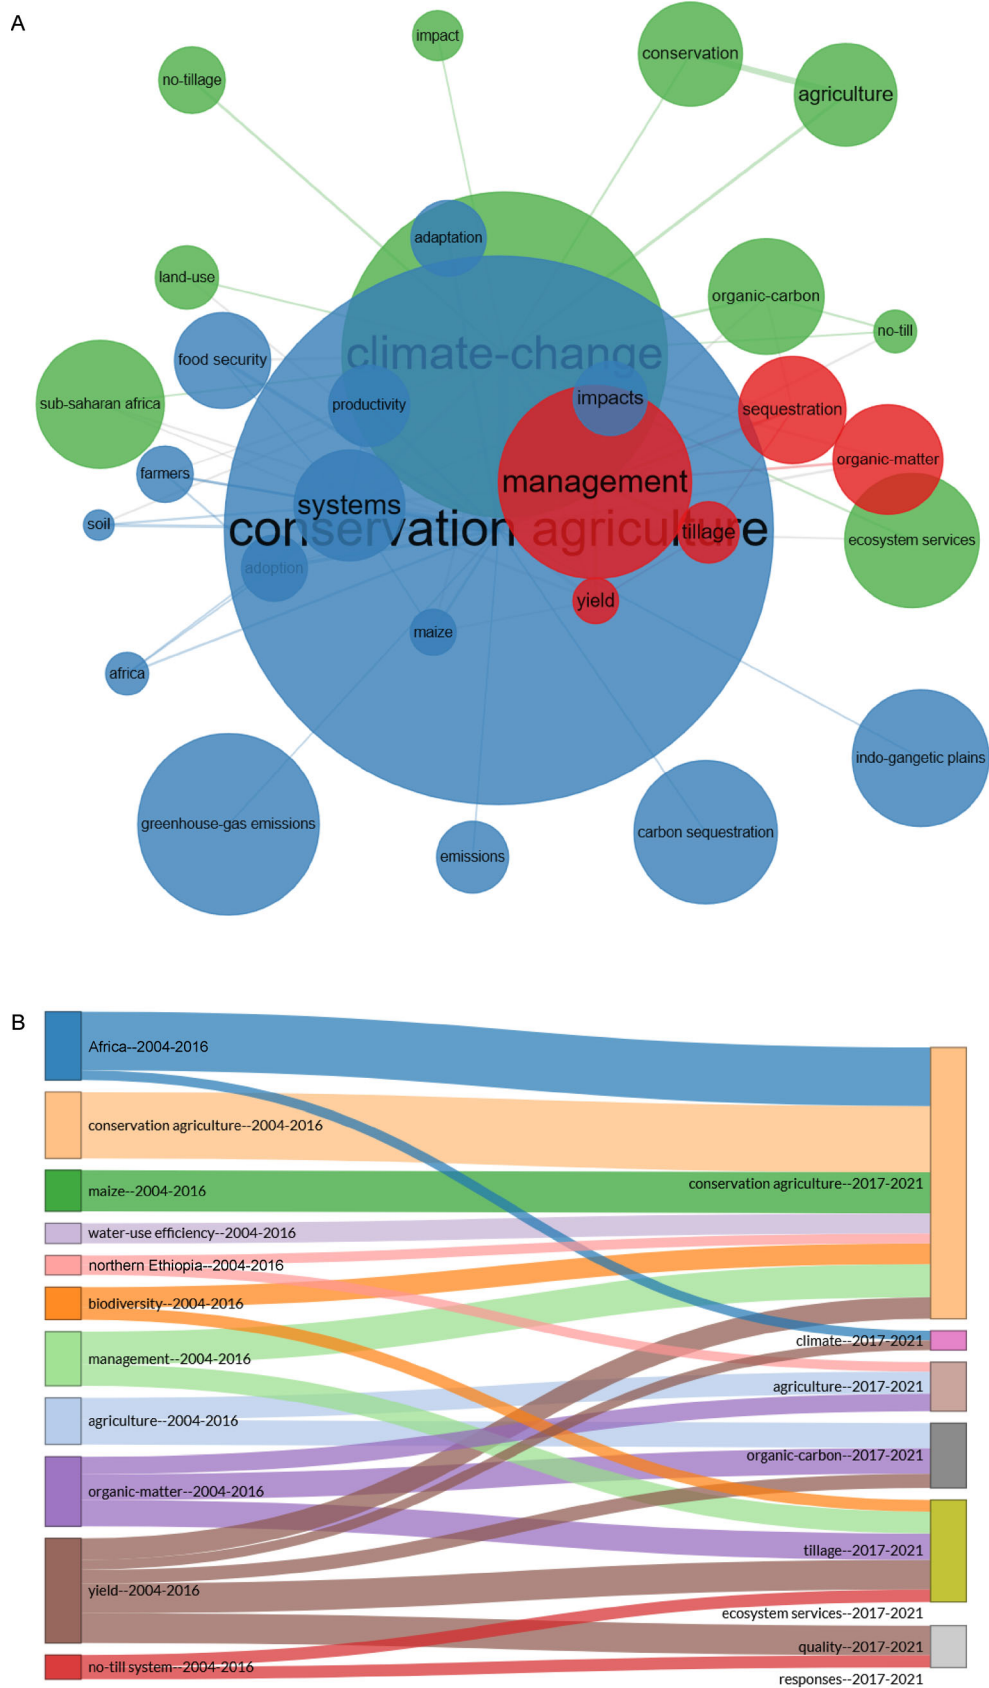 A
impact
conservation
no-tillage
agriculture
adaptation
land-use
organic-carbon
no-till
climate-change
food security
impacts
sub-saharan africa
productivity
sequestration
organic-matter
farmers
management
systems
soil
conservation agriculture
tillage
ecosystem services
adoption
yield
maize
africa
indo-gangetic plains
greenhouse-gas emissions
carbon sequestration
emissions
B
Africa--2004-2016
conservation agriculture--2004-2016
conservation agriculture--2017-2021
maize--2004-2016
water-use efficiency--2004-2016
northern Ethiopia--2004-2016
biodiversity--2004-2016
climate--2017-2021
management--2004-2016
agriculture--2017-2021
agriculture--2004-2016
organic-carbon--2017-2021
organic-matter--2004-2016
tillage--2017-2021
yield--2004-2016
ecosystem services--2017-2021
quality--2017-2021
no-till system--2004-2016
responses--2017-2021